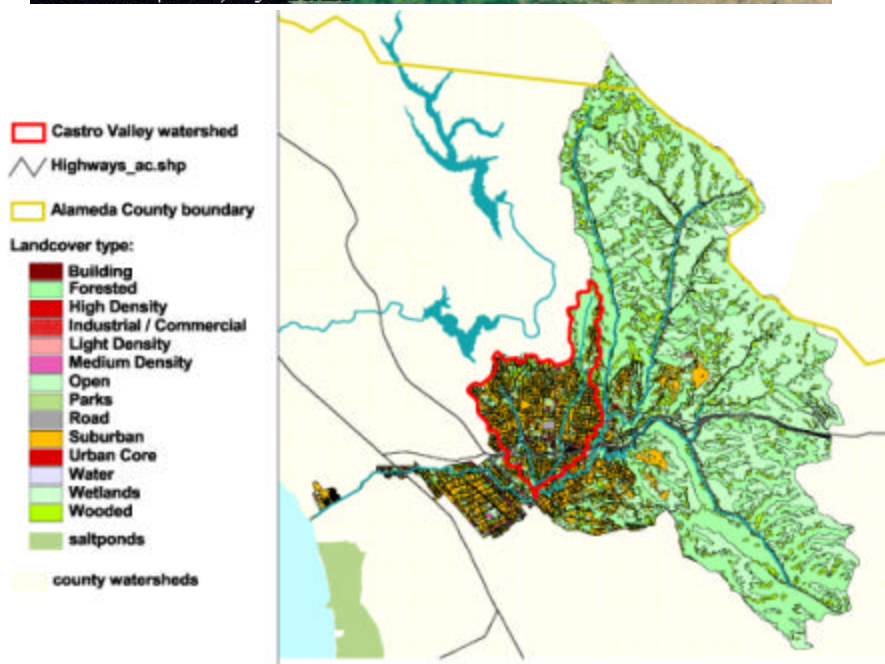 Castro Valley watershed
Highways_ac.shp
Alameda County boundary
Landcover type:
Building
Forested
High Density
Industrial / Commercial
Light Density
Medium Density
Open
Parks
Road
Suburban
Urban Core
Water
Wetlands
Wooded
saltponds
county watersheds